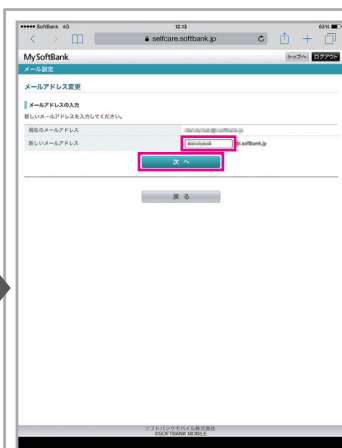 SoftBank 4G 12:13 63%
selfcare.softbank.jp
My SoftBank トップへ ログアウト
メール設定
メールアドレス変更
メールアドレスの入力
新しいメールアドレスを入力してください。
現在のメールアドレス
新しいメールアドレス @softbank.jp
次へ
戻る
ソフトバンクモバイル株式会社
©SOFTBANK MOBILE